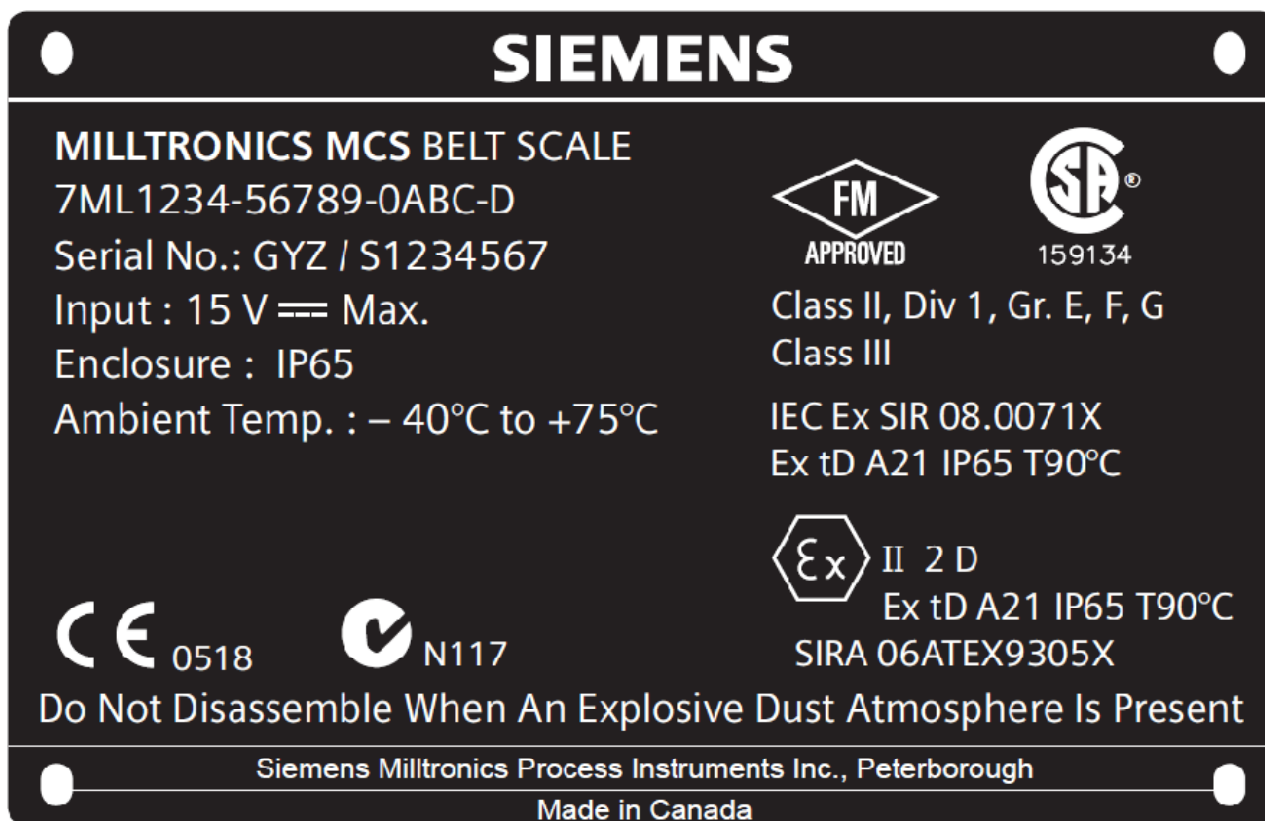 SIEMENS
MILLTRONICS MCS BELT SCALE
7ML1234-56789-0ABC-D
Serial No.: GYZ / S1234567
Input : 15 V ⎓ Max.
Enclosure : IP65
Ambient Temp. : – 40°C to +75°C
FM
APPROVED
SA ®
159134
Class II, Div 1, Gr. E, F, G
Class III
IEC Ex SIR 08.0071X
Ex tD A21 IP65 T90°C
Ex II 2 D
Ex tD A21 IP65 T90°C
SIRA 06ATEX9305X
CE 0518
N117
Do Not Disassemble When An Explosive Dust Atmosphere Is Present
Siemens Milltronics Process Instruments Inc., Peterborough
Made in Canada